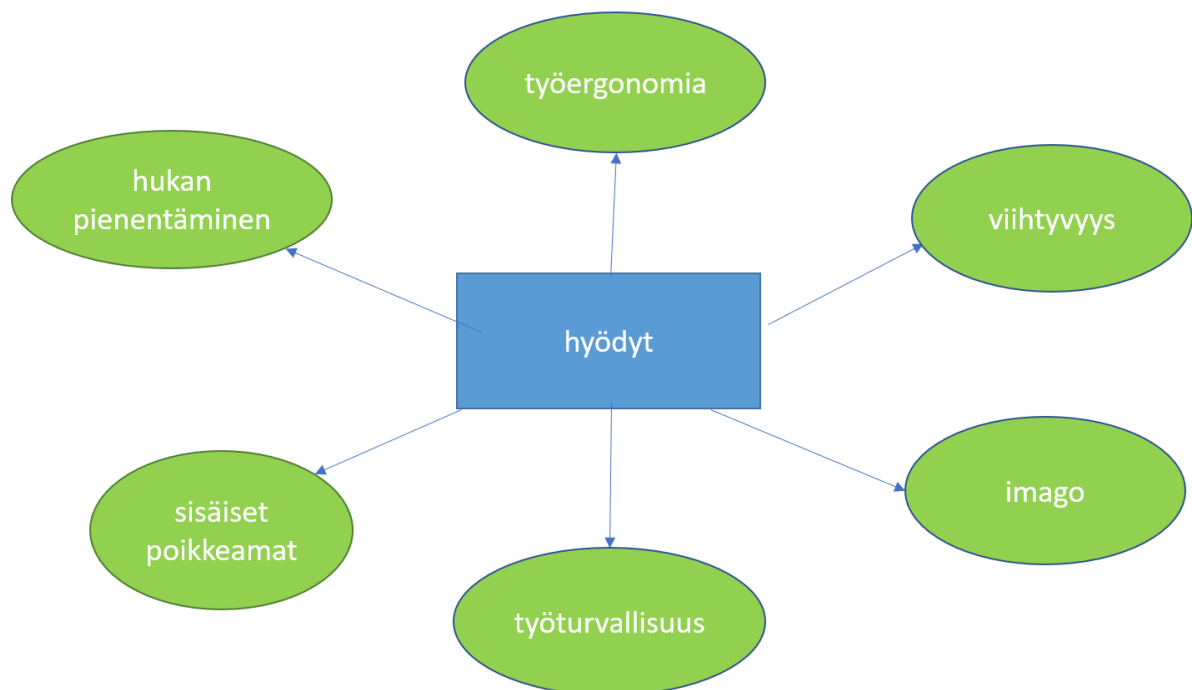 työergonomia
hukan
pienentäminen
viihtyvyys
hyödyt
sisäiset
poikkeamat
imago
työturvallisuus